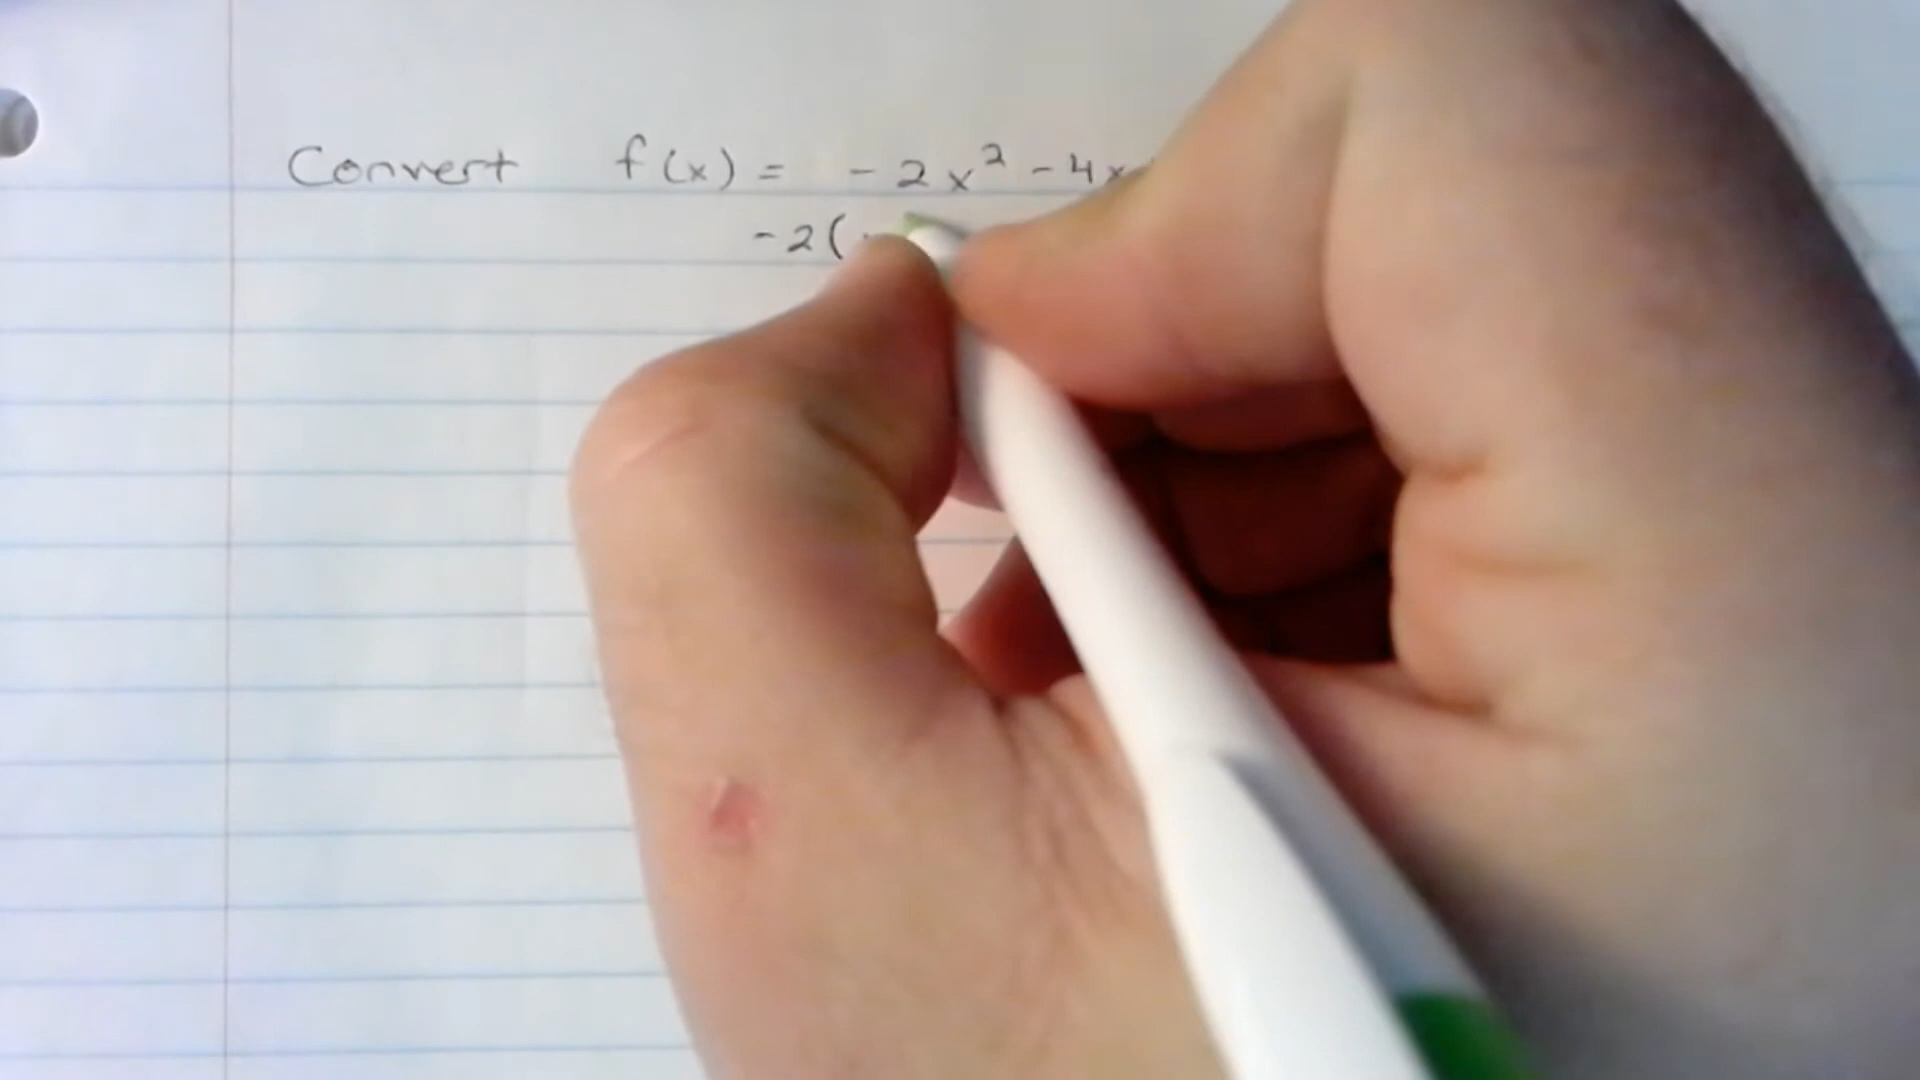 Convert f(x) = -2x² -4x
-2(